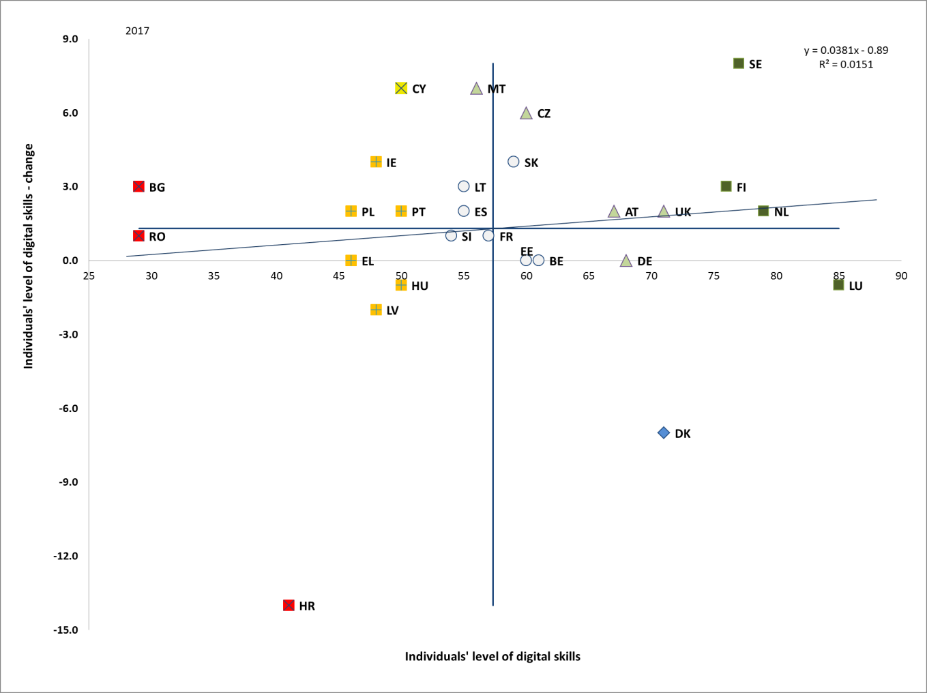 2017
y = 0.0381x - 0.89
R² = 0.0151
9.0
6.0
3.0
0.0
-3.0
-6.0
-9.0
-12.0
-15.0
Individuals' level of digital skills - change
SE
CY
MT
CZ
IE
SK
BG
LT
FI
PL
PT
ES
AT
UK
NL
RO
SI
FR
EE
EL
BE
DE
25 30 35 40 45 50 55 60 65 70 75 80 85 90
HU
LU
LV
DK
HR
Individuals' level of digital skills